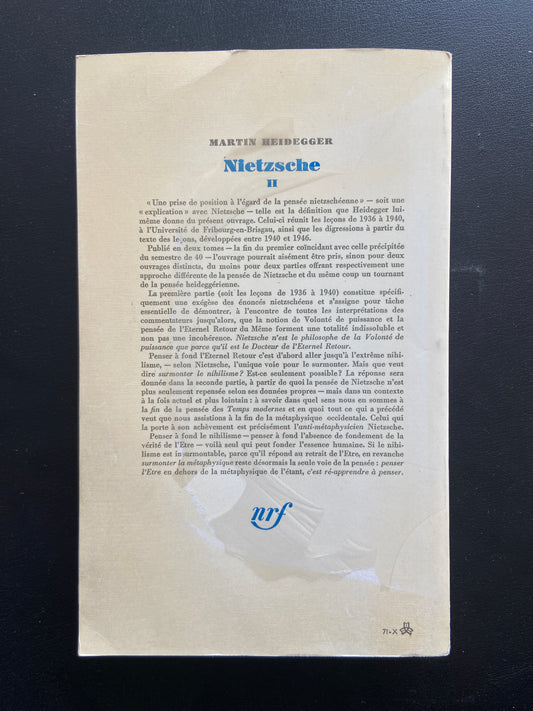 MARTIN HEIDEGGER
Nietzsche
II
« Une prise de position à l'égard de la pensée nietzschéenne » — soit une
« explication » avec Nietzsche — telle est la définition que Heidegger lui-
même donne du présent ouvrage. Celui-ci réunit les leçons de 1936 à 1940,
à l'Université de Fribourg-en-Brisgau, ainsi que les digressions à partir du
texte des leçons, développées entre 1940 et 1946.
Publié en deux tomes — la fin du premier coïncidant avec celle précipitée
du semestre de 40 — l'ouvrage pourrait aisément être pris, sinon pour deux
ouvrages distincts, du moins pour deux parties offrant respectivement une
approche différente de la pensée de Nietzsche et du même coup un tournant
de la pensée heideggérienne.
La première partie (soit les leçons de 1936 à 1940) constitue spécifi-
quement une exégèse des énoncés nietzschéens et s'assigne pour tâche
essentielle de démontrer, à l'encontre de toutes les interprétations des
commentateurs jusqu'alors, que la notion de Volonté de puissance et la
pensée de l'Eternel Retour du Même forment une totalité indissoluble et
non pas une incohérence. Nietzsche n'est le philosophe de la Volonté de
puissance que parce qu'il est le Docteur de l'Eternel Retour.
Penser à fond l'Eternel Retour c'est d'abord aller jusqu'à l'extrême nihi-
lisme, — selon Nietzsche, l'unique voie pour le surmonter. Mais que veut
dire surmonter le nihilisme ? Est-ce seulement possible ? La réponse sera
donnée dans la seconde partie, à partir de quoi la pensée de Nietzsche n'est
plus seulement repensée selon ses données propres — mais dans un contexte
à la fois actuel et plus lointain : à savoir dans quel sens nous en sommes à
la fin de la pensée des Temps modernes et en quoi tout ce qui a précédé
veut que nous assistions à la fin de la métaphysique occidentale. Celui qui
la porte à son achèvement est précisément l'anti-métaphysicien Nietzsche.
Penser à fond le nihilisme — penser à fond l'absence de fondement de la
vérité de l'Etre — voilà seul qui peut fonder l'essence humaine. Si le nihi-
lisme est insurmontable, parce qu'il répond au retrait de l'Etre, en revanche
surmonter la métaphysique reste désormais la seule voie de la pensée : penser
l'Etre en dehors de la métaphysique de l'étant, c'est ré-apprendre à penser.
nrf
71-X